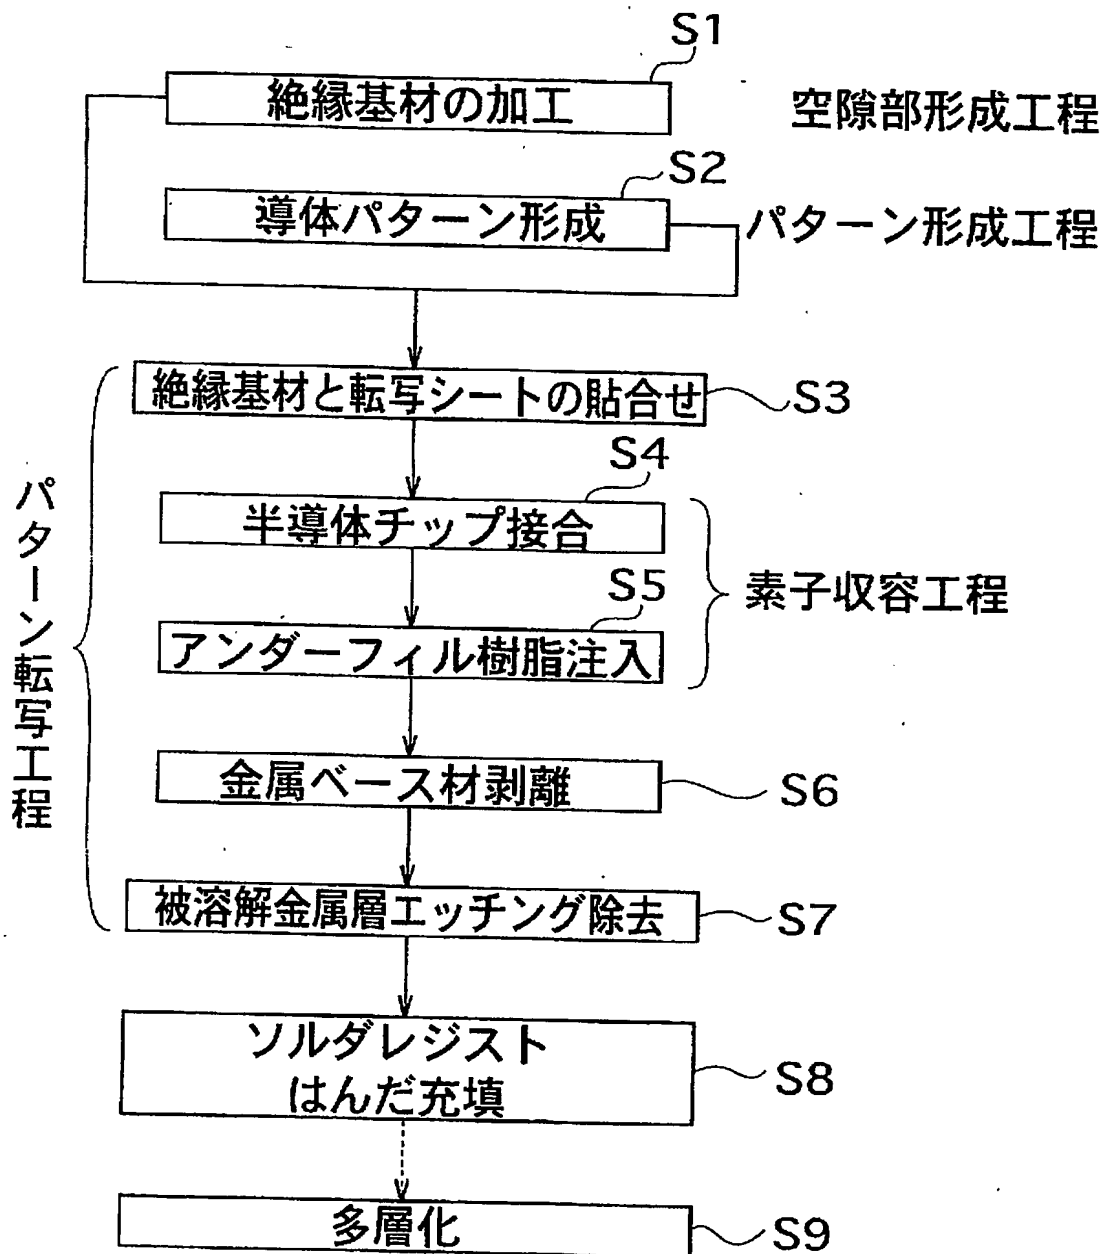 S1
絶縁基材の加工
空隙部形成工程
S2
導体パターン形成
パターン形成工程
絶縁基材と転写シートの貼合せ
S3
パターン転写工程
S4
半導体チップ接合
素子収容工程
S5
アンダーフィル樹脂注入
金属ベース材剥離
S6
被溶解金属層エッチング除去
S7
ソルダレジスト
はんだ充填
S8
多層化
S9